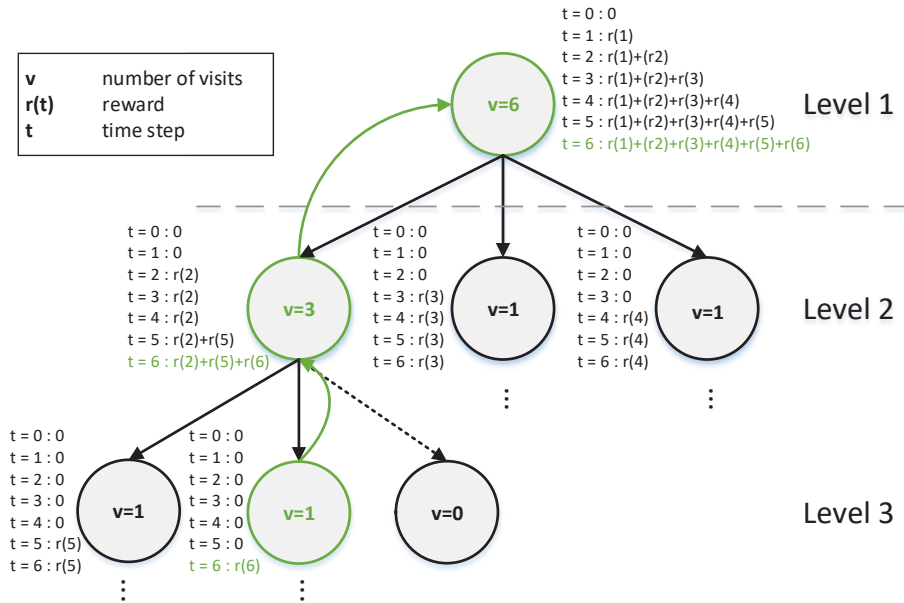 v number of visits
r(t) reward
t time step
t = 0 : 0
t = 1 : r(1)
t = 2 : r(1)+(r2)
t = 3 : r(1)+(r2)+r(3)
t = 4 : r(1)+(r2)+r(3)+r(4)
t = 5 : r(1)+(r2)+r(3)+r(4)+r(5)
t = 6 : r(1)+(r2)+r(3)+r(4)+r(5)+r(6)
v=6
Level 1
t = 0 : 0
t = 1 : 0
t = 2 : r(2)
t = 3 : r(2)
t = 4 : r(2)
t = 5 : r(2)+r(5)
t = 6 : r(2)+r(5)+r(6)
v=3
t = 0 : 0
t = 1 : 0
t = 2 : 0
t = 3 : r(3)
t = 4 : r(3)
t = 5 : r(3)
t = 6 : r(3)
v=1
t = 0 : 0
t = 1 : 0
t = 2 : 0
t = 3 : 0
t = 4 : r(4)
t = 5 : r(4)
t = 6 : r(4)
v=1
Level 2
t = 0 : 0
t = 1 : 0
t = 2 : 0
t = 3 : 0
t = 4 : 0
t = 5 : r(5)
t = 6 : r(5)
v=1
t = 0 : 0
t = 1 : 0
t = 2 : 0
t = 3 : 0
t = 4 : 0
t = 5 : 0
t = 6 : r(6)
v=1
v=0
Level 3